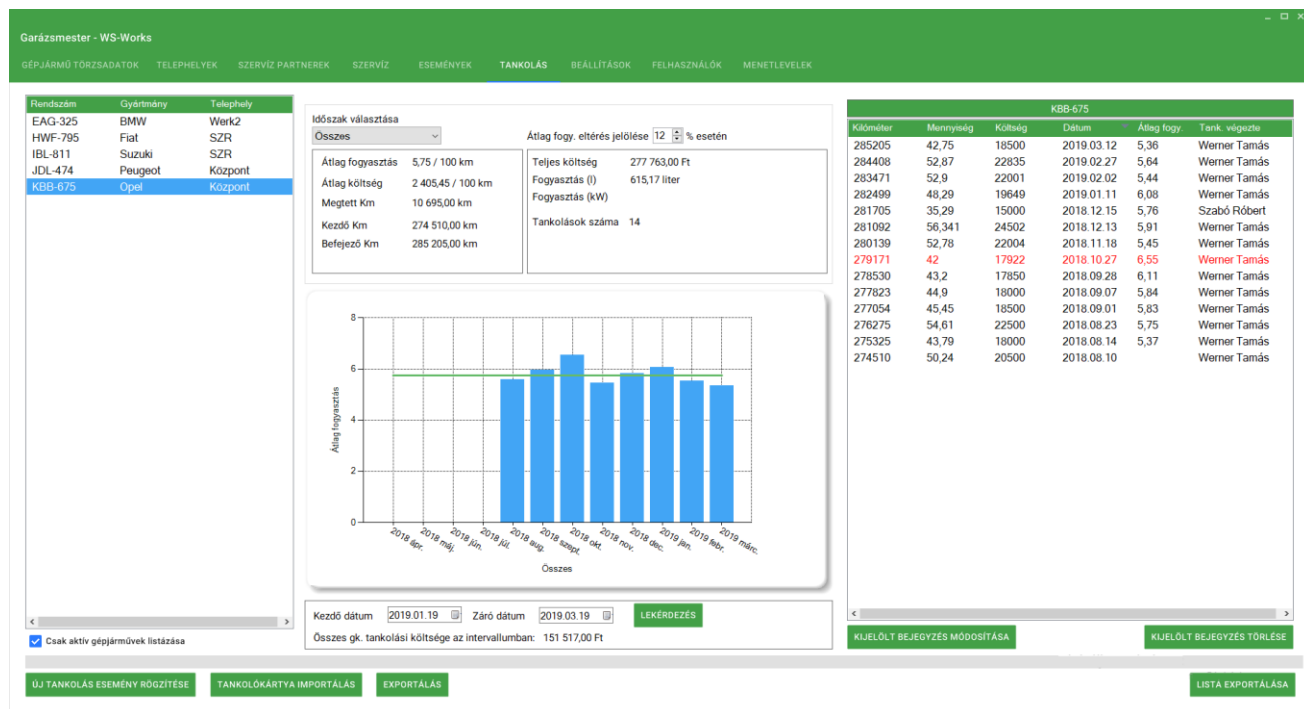 Garázsmester - WS-Works
GÉPJÁRMŰ TÖRZSADATOK TELEPHELYEK SZERVÍZ PARTNEREK SZERVÍZ ESEMÉNYEK TANKOLÁS BEÁLLÍTÁSOK FELHASZNÁLÓK MENETLEVELEK
Rendszám Gyártmány Telephely
EAG-325 BMW Werk2
HWF-795 Fiat SZR
IBL-811 Suzuki SZR
JDL-474 Peugeot Központ
KBB-675 Opel Központ
Csak aktív gépjárművek listázása
Időszak választása
Összes
Átlag fogy. eltérés jelölése 12 % esetén
Átlag fogyasztás 5,75 / 100 km
Átlag költség 2 405,45 / 100 km
Megtett Km 10 695,00 km
Kezdő Km 274 510,00 km
Befejező Km 285 205,00 km
Teljes költség 277 763,00 Ft
Fogyasztás (l) 615,17 liter
Fogyasztás (kW)
Tankolások száma 14
8
6
4
2
0
Átlag fogyasztás
2018 ápr. 2018 máj. 2018 jún. 2018 júl. 2018 aug. 2018 szept. 2018 okt. 2018 nov. 2018 dec. 2019 jan. 2019 febr. 2019 márc.
Összes
Kezdő dátum 2019.01.19 Záró dátum 2019.03.19 LEKÉRDEZÉS
Összes gk. tankolási költsége az intervallumban: 151 517,00 Ft
KBB-675
Kilóméter Mennyiség Költség Dátum Átlag fogy. Tank. végezte
285205 42,75 18500 2019.03.12 5,36 Werner Tamás
284408 52,87 22835 2019.02.27 5,64 Werner Tamás
283471 52,9 22001 2019.02.02 5,44 Werner Tamás
282499 48,29 19649 2019.01.11 6,08 Werner Tamás
281705 35,29 15000 2018.12.15 5,76 Szabó Róbert
281092 56,341 24502 2018.12.13 5,91 Werner Tamás
280139 52,78 22004 2018.11.18 5,45 Werner Tamás
279171 42 17922 2018.10.27 6,55 Werner Tamás
278530 43,2 17850 2018.09.28 6,11 Werner Tamás
277823 44,9 18000 2018.09.07 5,84 Werner Tamás
277054 45,45 18500 2018.09.01 5,83 Werner Tamás
276275 54,61 22500 2018.08.23 5,75 Werner Tamás
275325 43,79 18000 2018.08.14 5,37 Werner Tamás
274510 50,24 20500 2018.08.10 Werner Tamás
KIJELÖLT BEJEGYZÉS MÓDOSÍTÁSA KIJELÖLT BEJEGYZÉS TÖRLÉSE
ÚJ TANKOLÁS ESEMÉNY RÖGZÍTÉSE TANKOLÓKÁRTYA IMPORTÁLÁS EXPORTÁLÁS LISTA EXPORTÁLÁSA